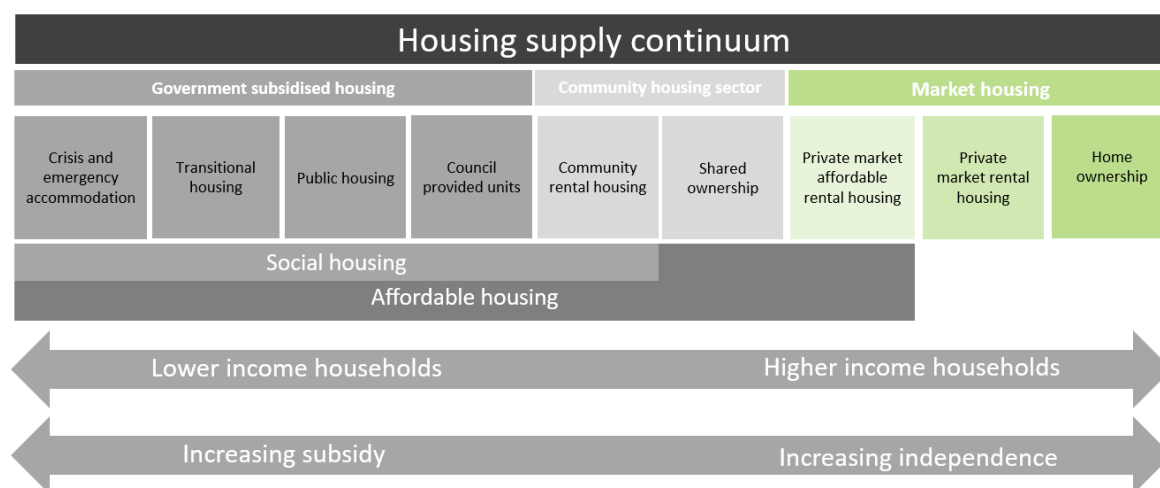 Housing supply continuum
Government subsidised housing
Community housing sector
Market housing
Crisis and
emergency
accommodation
Transitional
housing
Public housing
Council
provided units
Community
rental housing
Shared
ownership
Private market
affordable
rental housing
Private
market rental
housing
Home
ownership
Social housing
Affordable housing
Lower income households
Higher income households
Increasing subsidy
Increasing independence